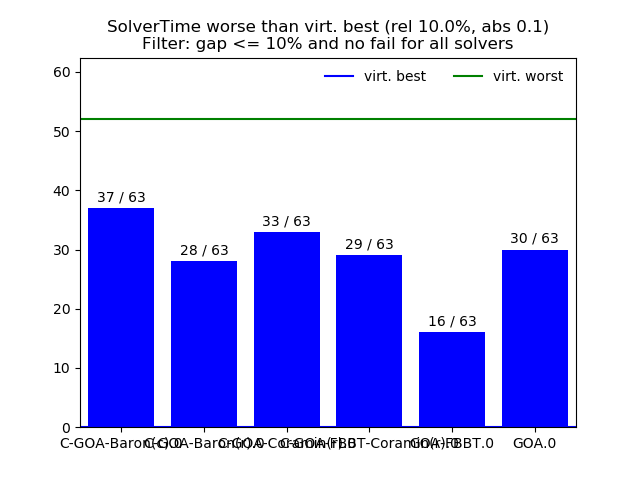 SolverTime worse than virt. best (rel 10.0%, abs 0.1)
Filter: gap <= 10% and no fail for all solvers
virt. best
virt. worst
60
50
40
30
20
10
0
37 / 63
28 / 63
33 / 63
29 / 63
16 / 63
30 / 63
GOA.0